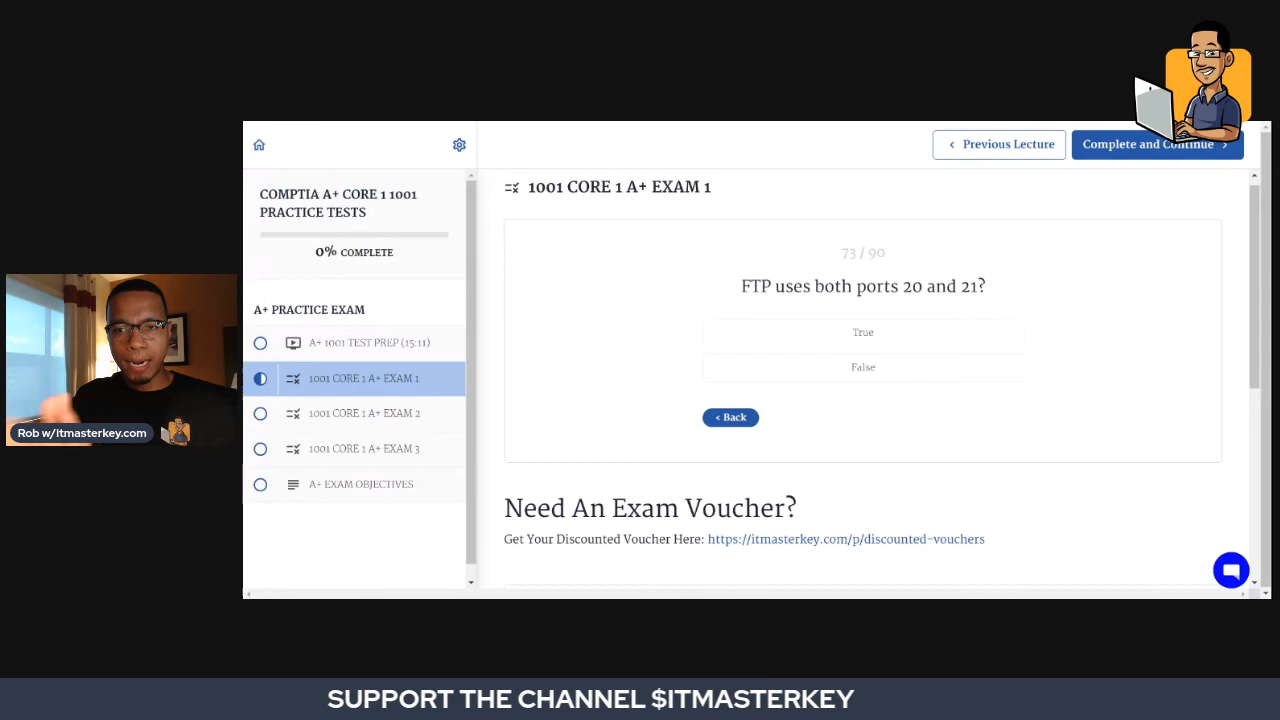 Previous Lecture
Complete and Continue
COMPTIA A+ CORE 1 1001
PRACTICE TESTS
0% COMPLETE
A+ PRACTICE EXAM
A+ 1001 TEST PREP (15:11)
1001 CORE 1 A+ EXAM 1
1001 CORE 1 A+ EXAM 2
1001 CORE 1 A+ EXAM 3
A+ EXAM OBJECTIVES
1001 CORE 1 A+ EXAM 1
73 / 90
FTP uses both ports 20 and 21?
True
False
< Back
Need An Exam Voucher?
Get Your Discounted Voucher Here: https://itmasterkey.com/p/discounted-vouchers
Rob w/itmasterkey.com
SUPPORT THE CHANNEL $ITMASTERKEY